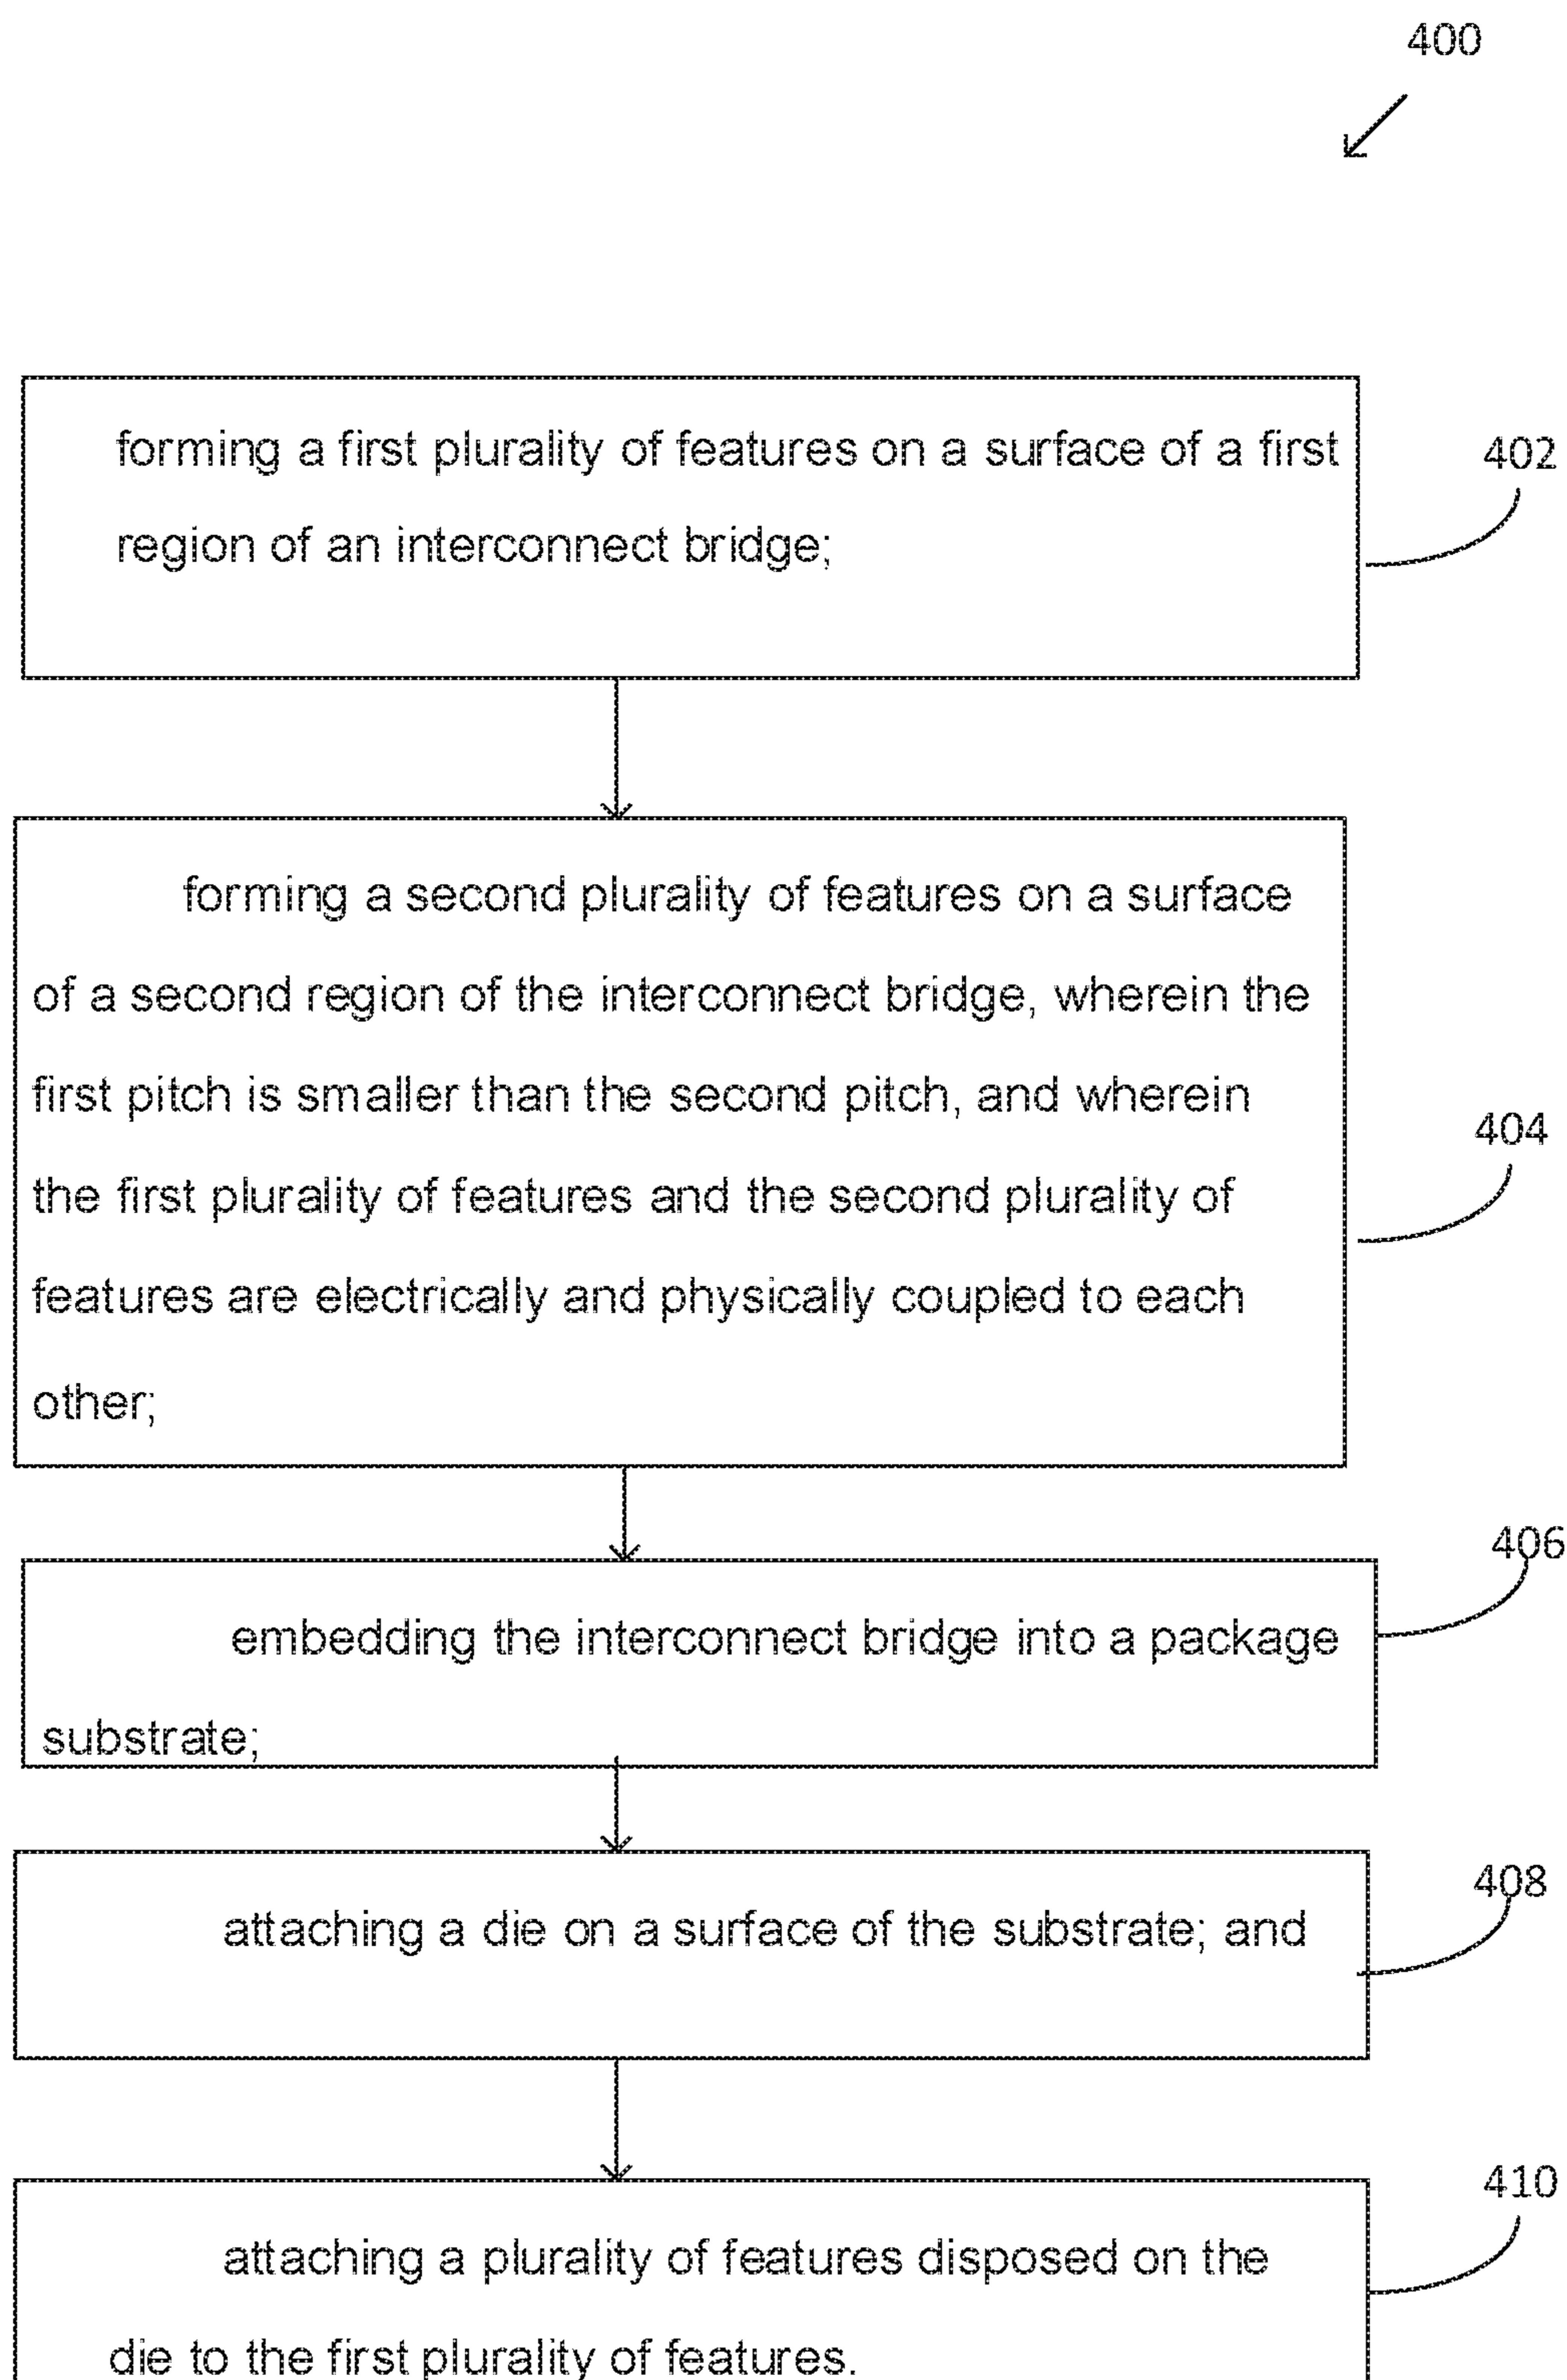 400
forming a first plurality of features on a surface of a first
402
region of an interconnect bridge;
forming a second plurality of features on a surface
of a second region of the interconnect bridge, wherein the
first pitch is smaller than the second pitch, and wherein
404
the first plurality of features and the second plurality of
features are electrically and physically coupled to each
other;
406
embedding the interconnect bridge into a package
substrate;
408
attaching a die on a surface of the substrate; and
410
attaching a plurality of features disposed on the
die to the first plurality of features.